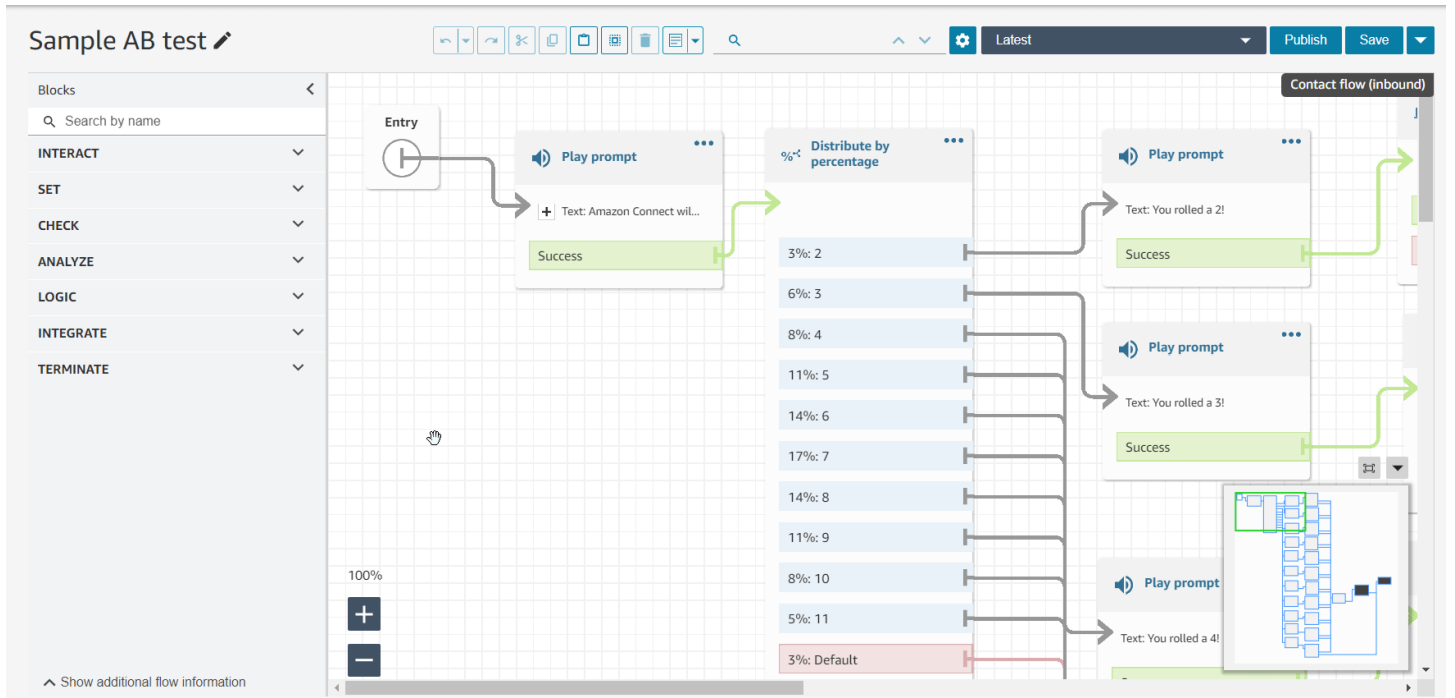 Sample AB test
Latest
Publish
Save
Blocks
Contact flow (inbound)
Search by name
INTERACT
SET
CHECK
ANALYZE
LOGIC
INTEGRATE
TERMINATE
Show additional flow information
100%
Entry
Play prompt
Text: Amazon Connect wil...
Success
Distribute by
percentage
3%: 2
6%: 3
8%: 4
11%: 5
14%: 6
17%: 7
14%: 8
11%: 9
8%: 10
5%: 11
3%: Default
Play prompt
Text: You rolled a 2!
Success
Play prompt
Text: You rolled a 3!
Success
Play prompt
Text: You rolled a 4!